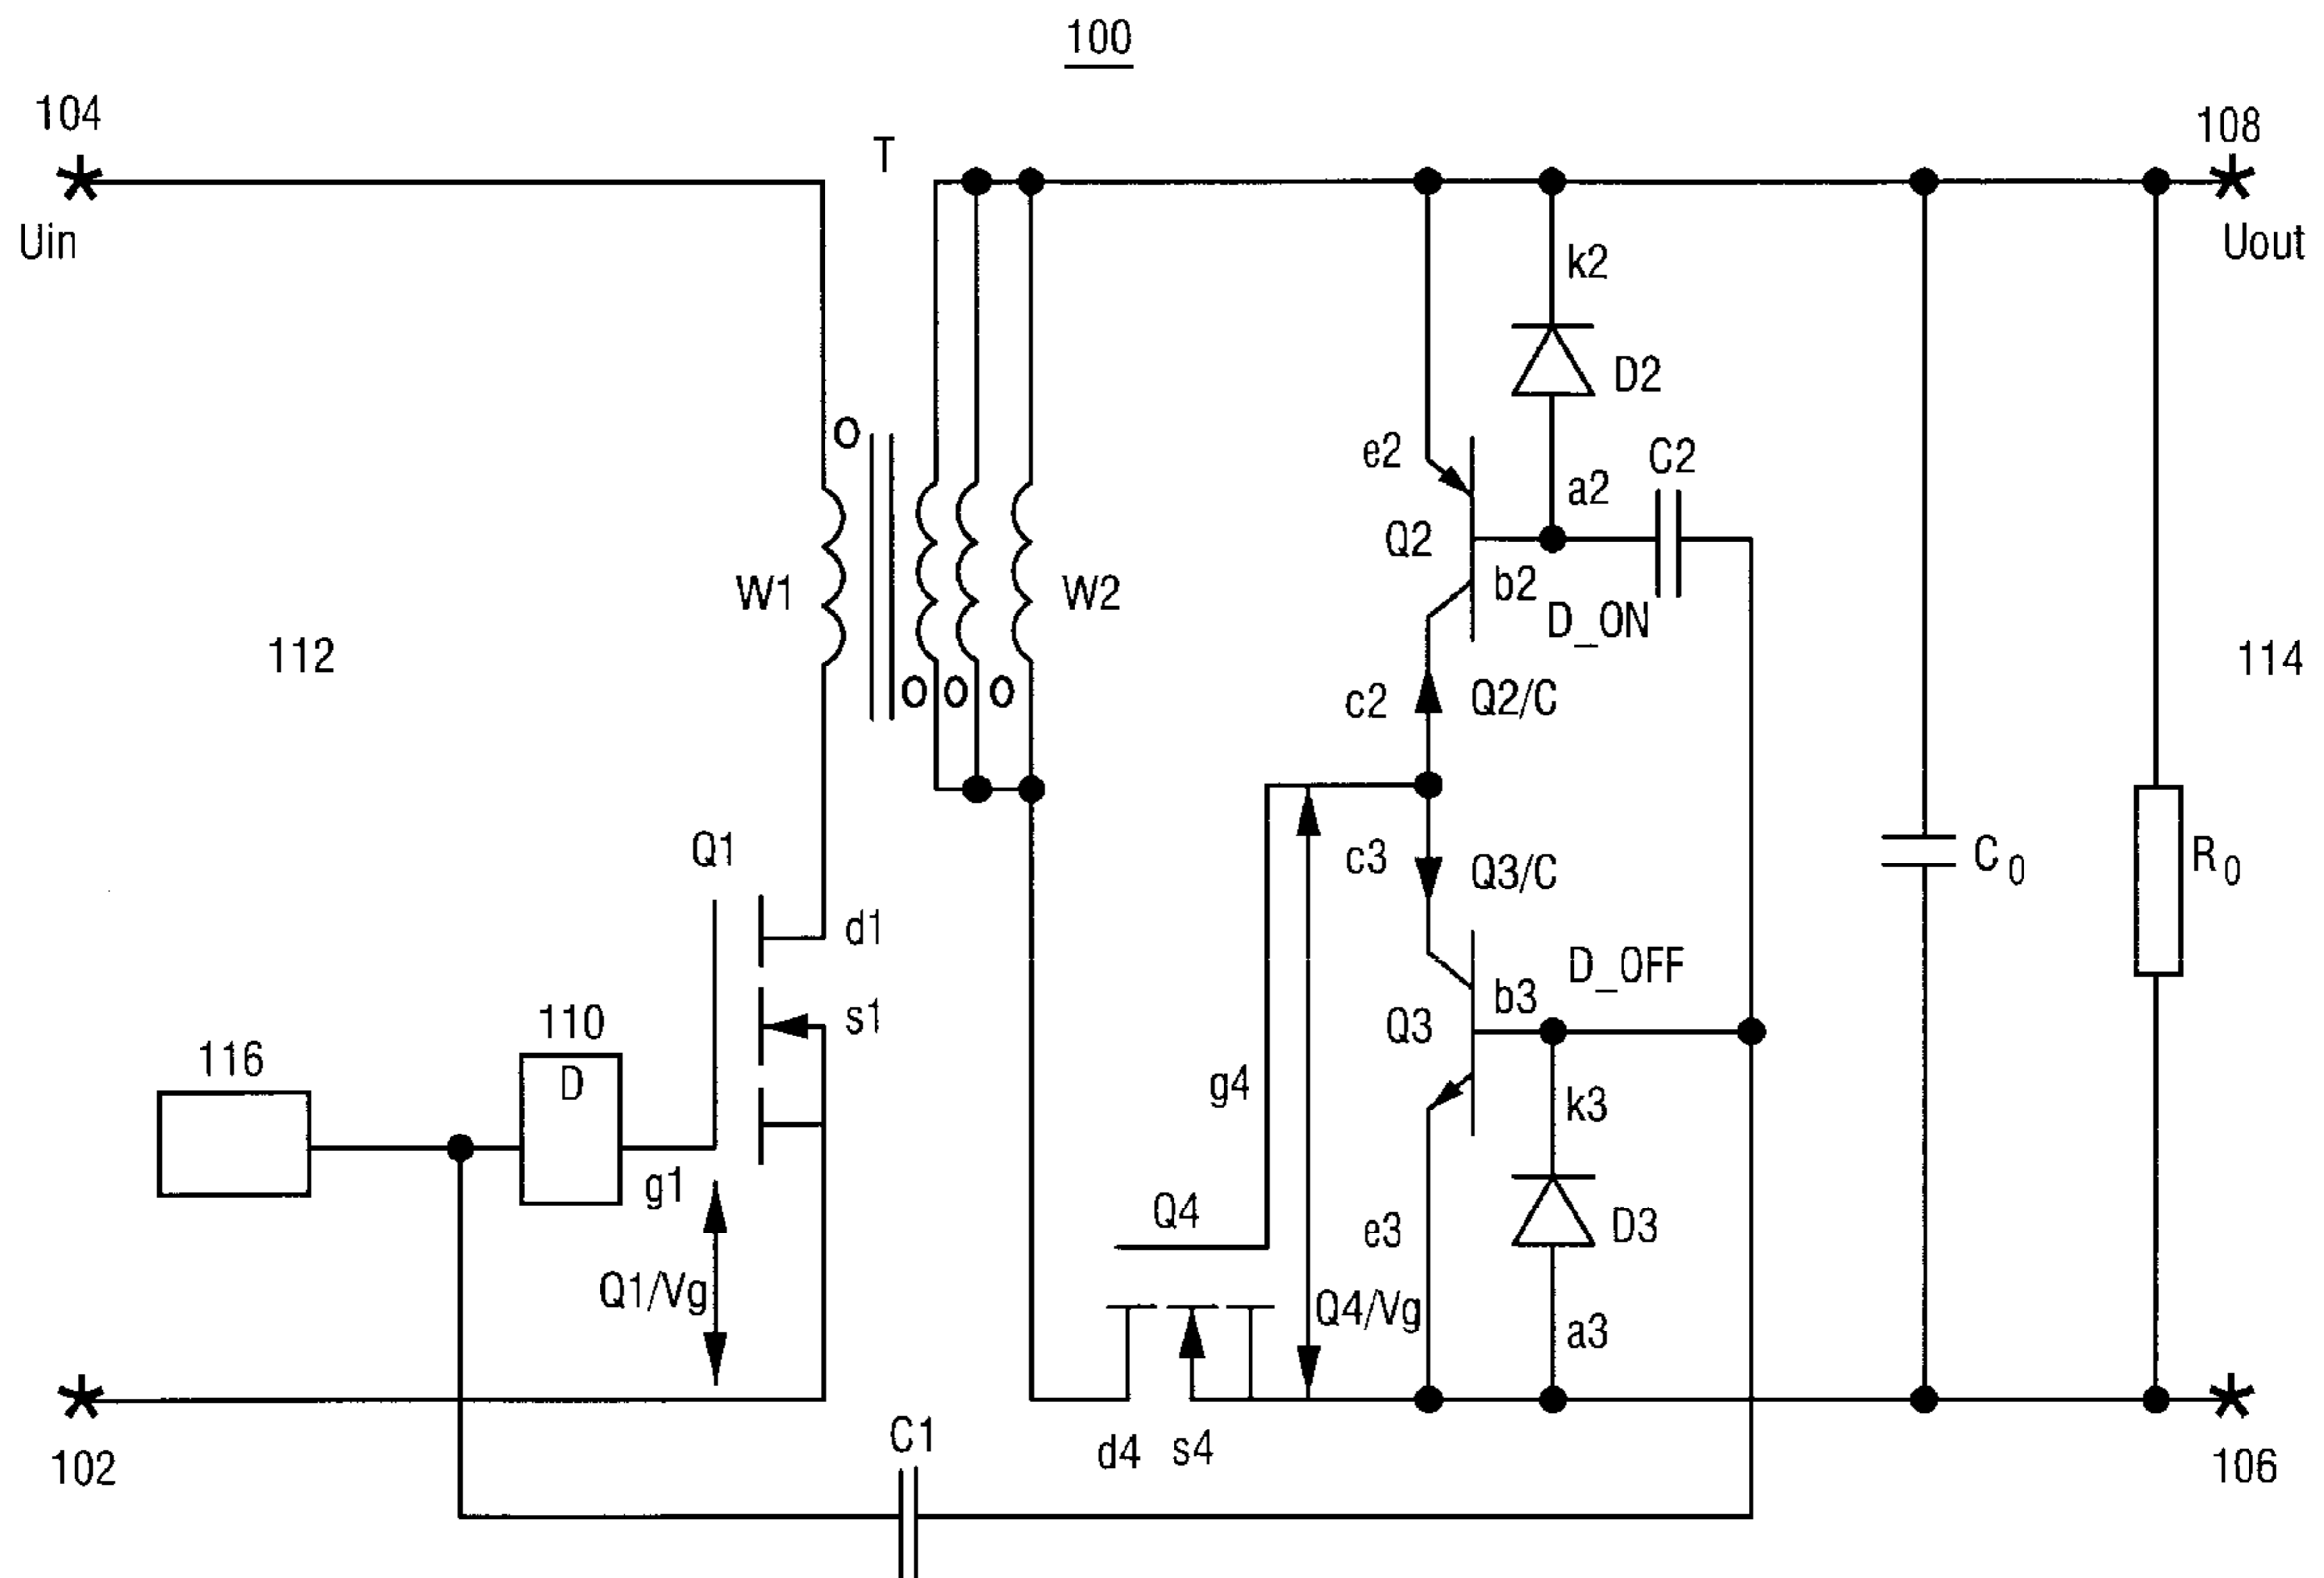 100
104
108
T
Uin
Uout
k2
D2
e2
C2
a2
Q2
b2
W1
W2
D_ON
112
114
c2
Q2/C
Q1
c3
Q3/C
C0
R0
d1
D_OFF
b3
s1
110
Q3
116
D
g4
k3
g1
Q4
e3
D3
Q1/Vg
Q4/Vg
a3
C1
d4
s4
102
106